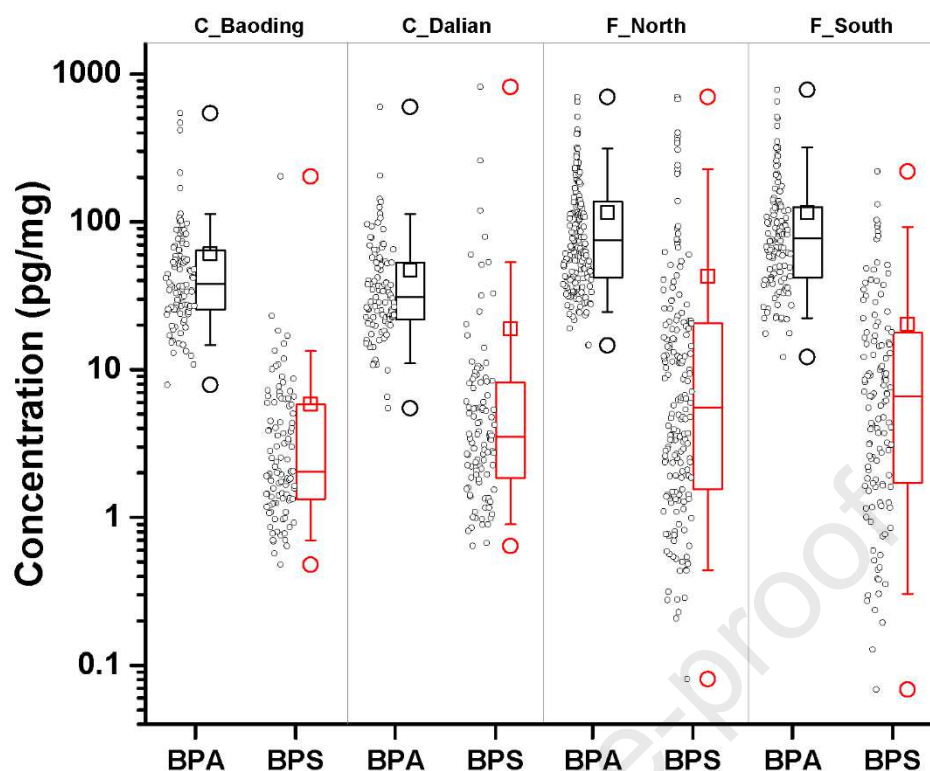 C_Baoding C_Dalian F_North F_South
1000
100
10
1
0.1
Concentration (pg/mg)
BPA BPS BPA BPS BPA BPS BPA BPS
e-proof